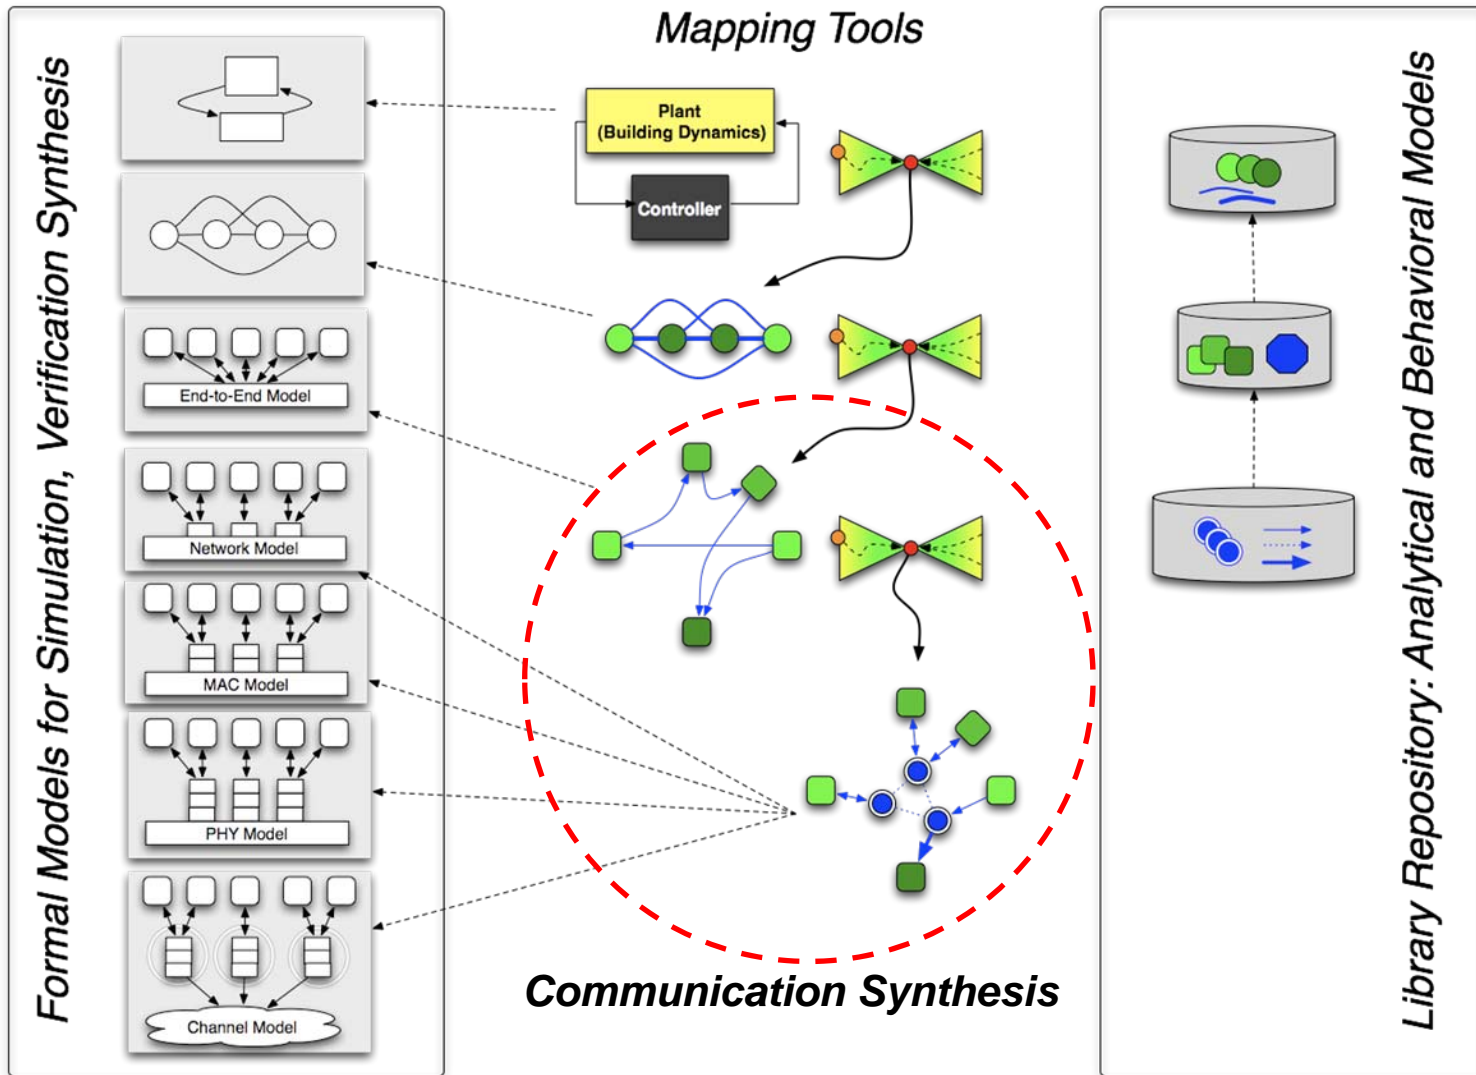 Mapping Tools
Formal Models for Simulation, Verification Synthesis
Plant
(Building Dynamics)
Controller
End-to-End Model
Network Model
MAC Model
PHY Model
Channel Model
Communication Synthesis
Library Repository: Analytical and Behavioral Models